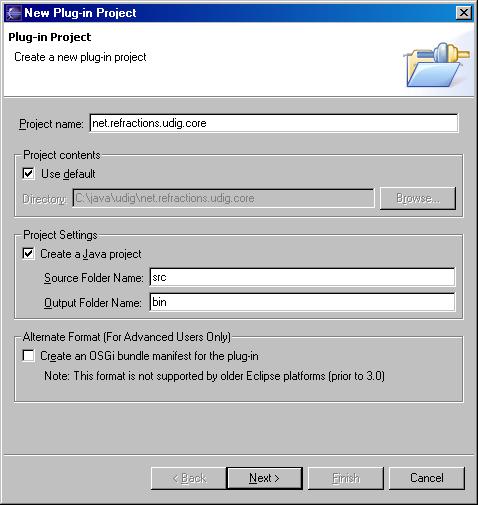 New Plug-in Project
Plug-in Project
Create a new plug-in project
Project name: net.refractions.udig.core
Project contents
Use default
Directory: C:\java\udig\net.refractions.udig.core Browse...
Project Settings
Create a Java project
Source Folder Name: src
Output Folder Name: bin
Alternate Format (For Advanced Users Only)
Create an OSGi bundle manifest for the plug-in
Note: This format is not supported by older Eclipse platforms (prior to 3.0)
< Back Next > Finish Cancel